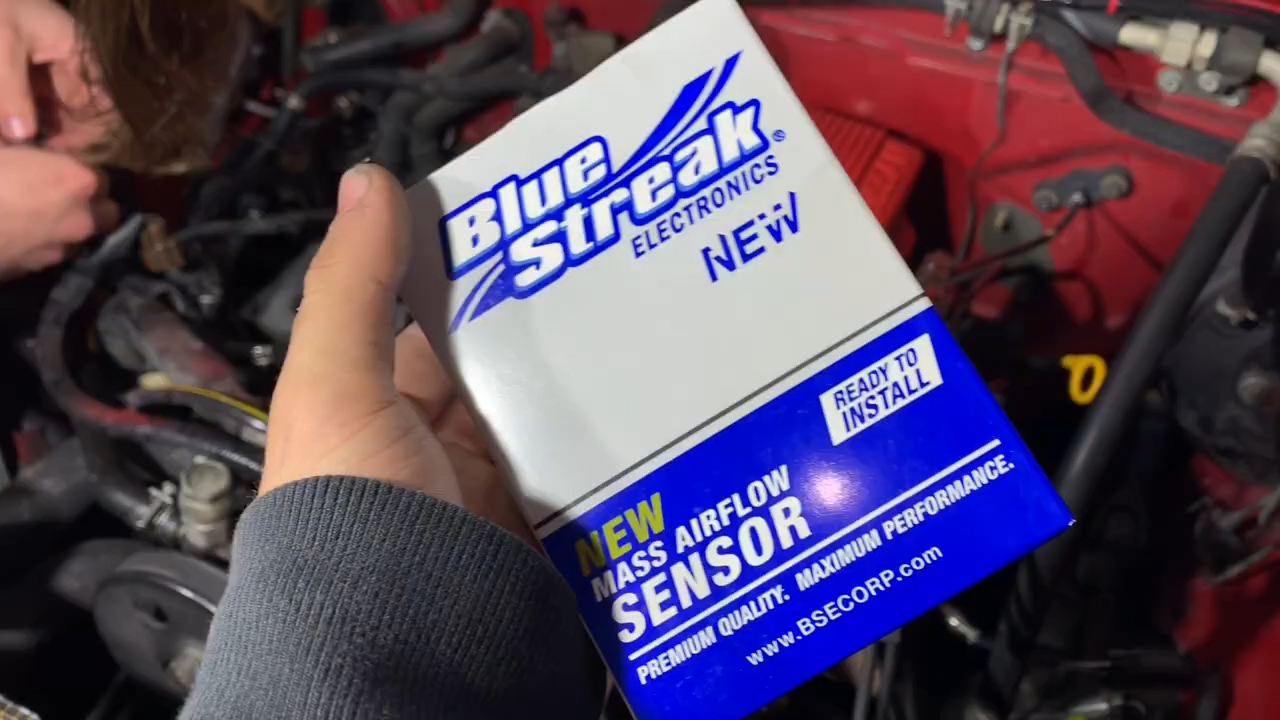 Blue
Streak®
ELECTRONICS
NEW
READY TO
INSTALL
NEW
MASS AIRFLOW
SENSOR
PREMIUM QUALITY. MAXIMUM PERFORMANCE.
www.BSECORP.com